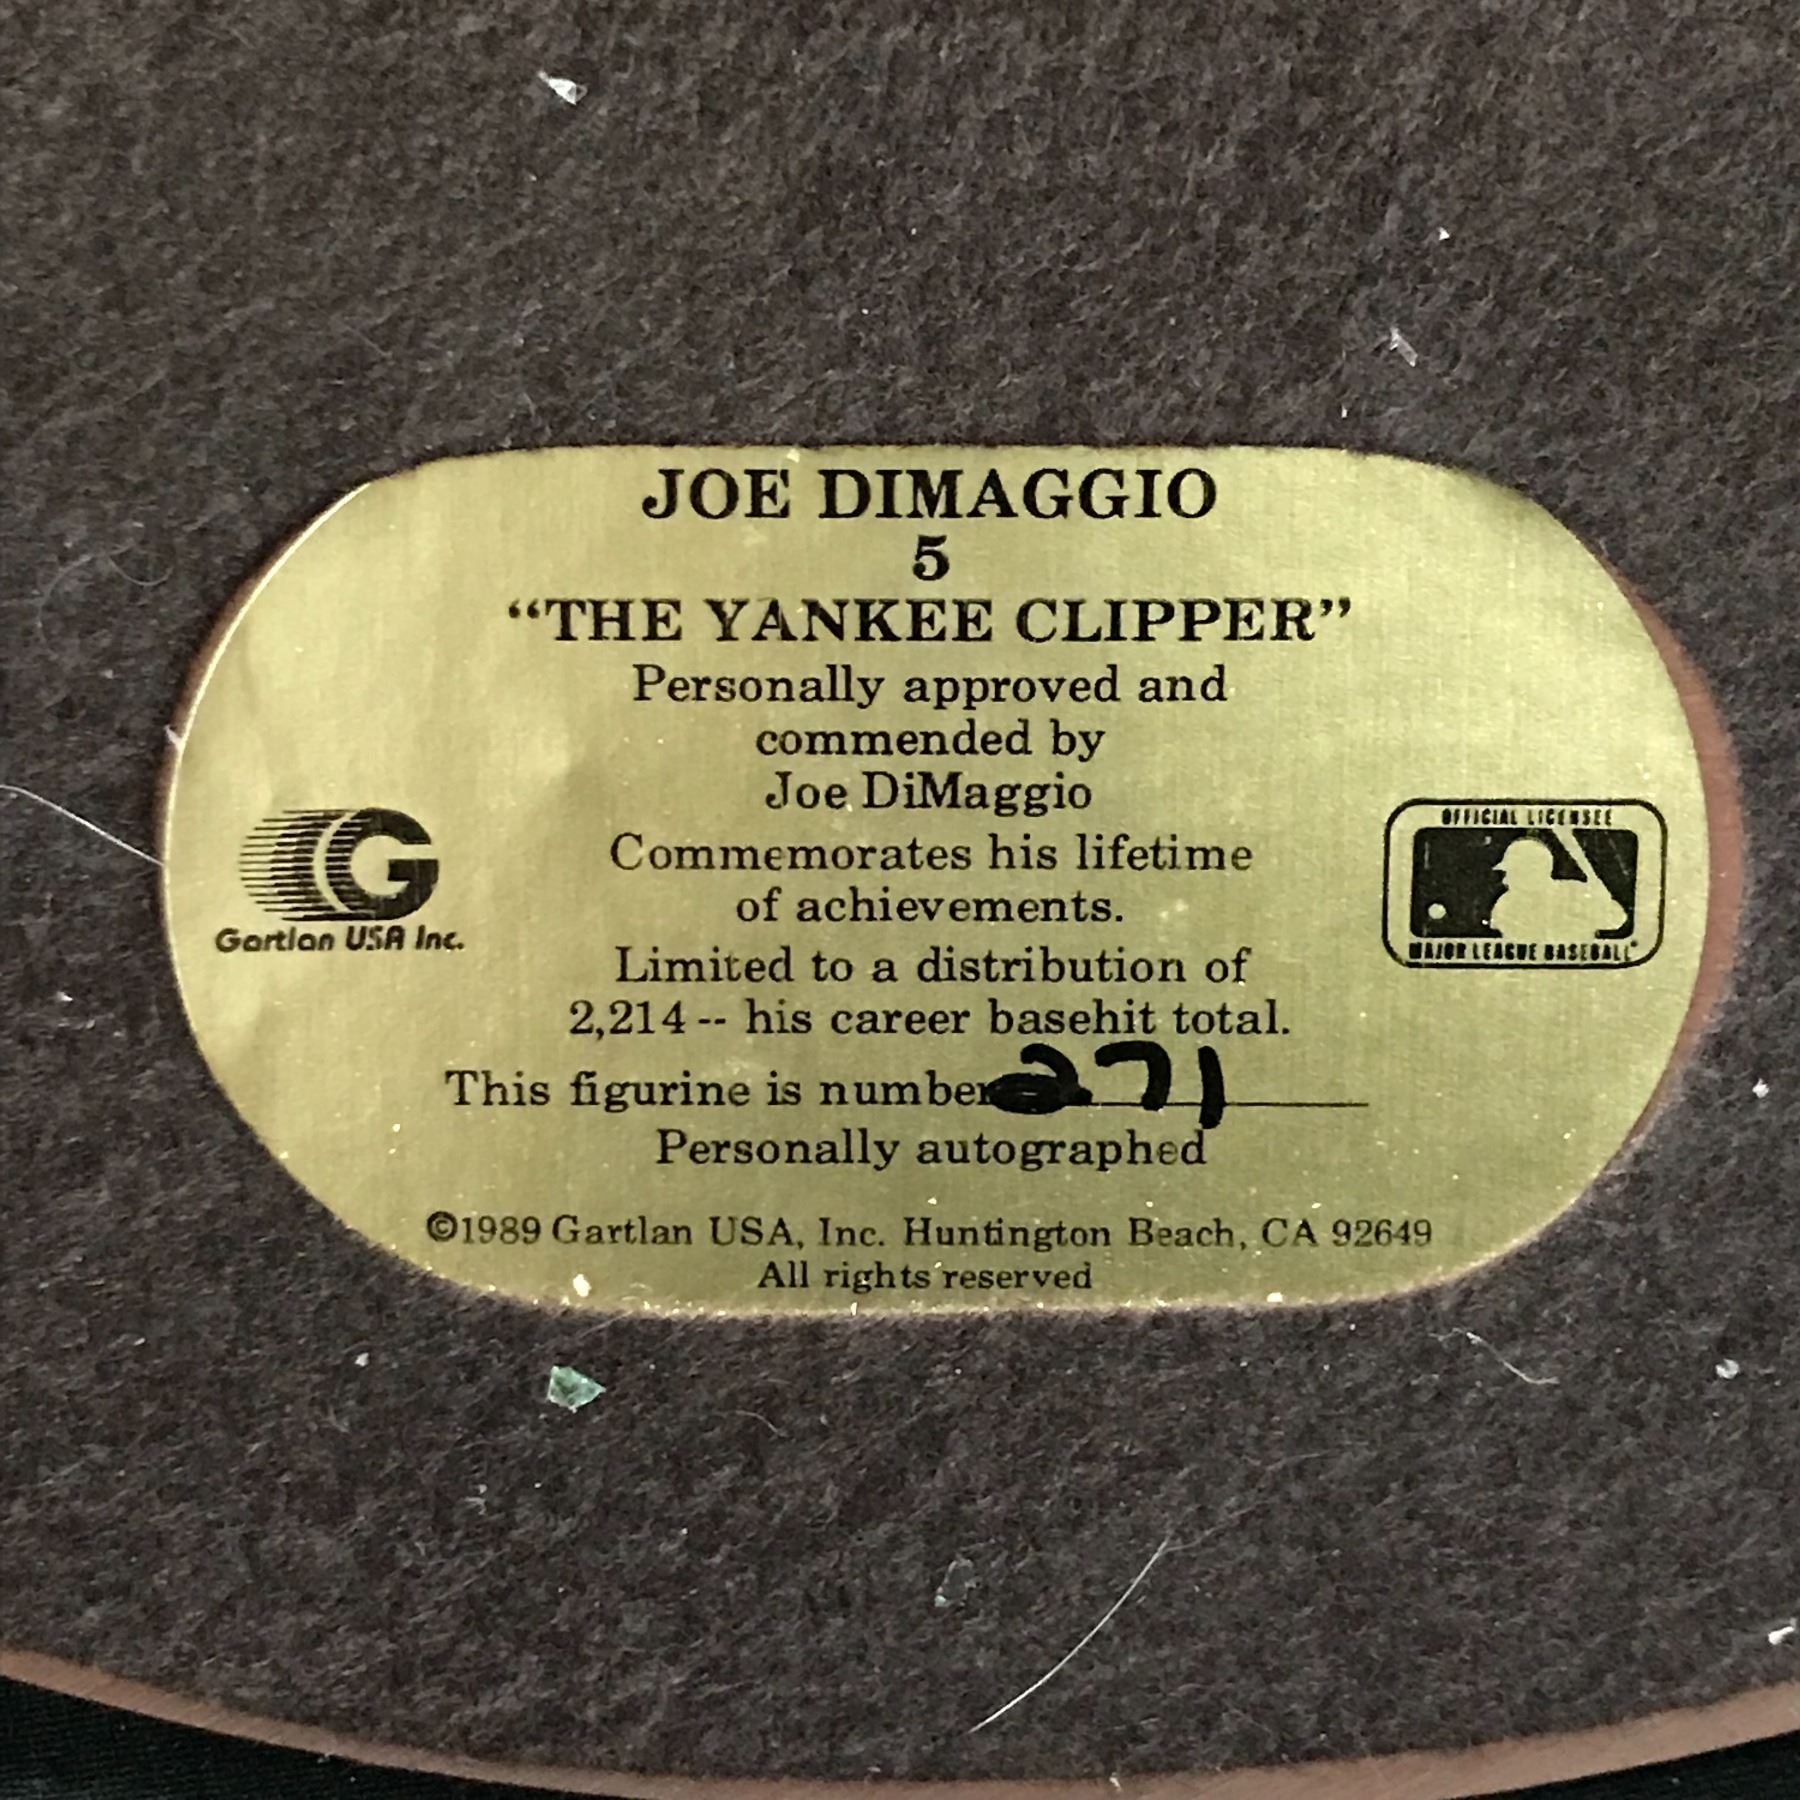 JOE DIMAGGIO
5
“THE YANKEE CLIPPER”
Personally approved and
commended by
Joe DiMaggio
Commemorates his lifetime
of achievements.
Limited to a distribution of
2,214 -- his career basehit total.
This figurine is number 271
Personally autographed
©1989 Gartlan USA, Inc. Huntington Beach, CA 92649
All rights reserved
G
Gartlan USA Inc.
OFFICIAL LICENSEE
MAJOR LEAGUE BASEBALL